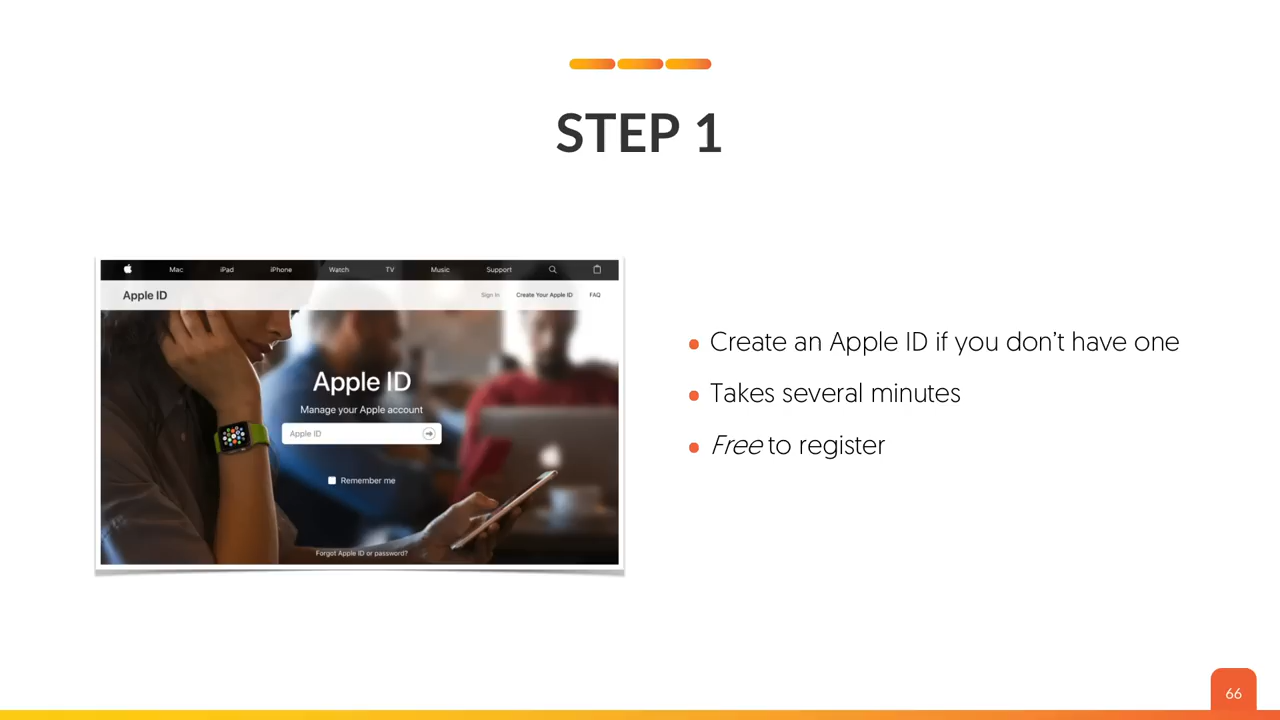 STEP 1
Mac iPad iPhone Watch TV Music Support
Apple ID Sign In Create Your Apple ID FAQ
Apple ID
Manage your Apple account
Apple ID
Remember me
Forgot Apple ID or password?
Create an Apple ID if you don't have one
Takes several minutes
Free to register
66